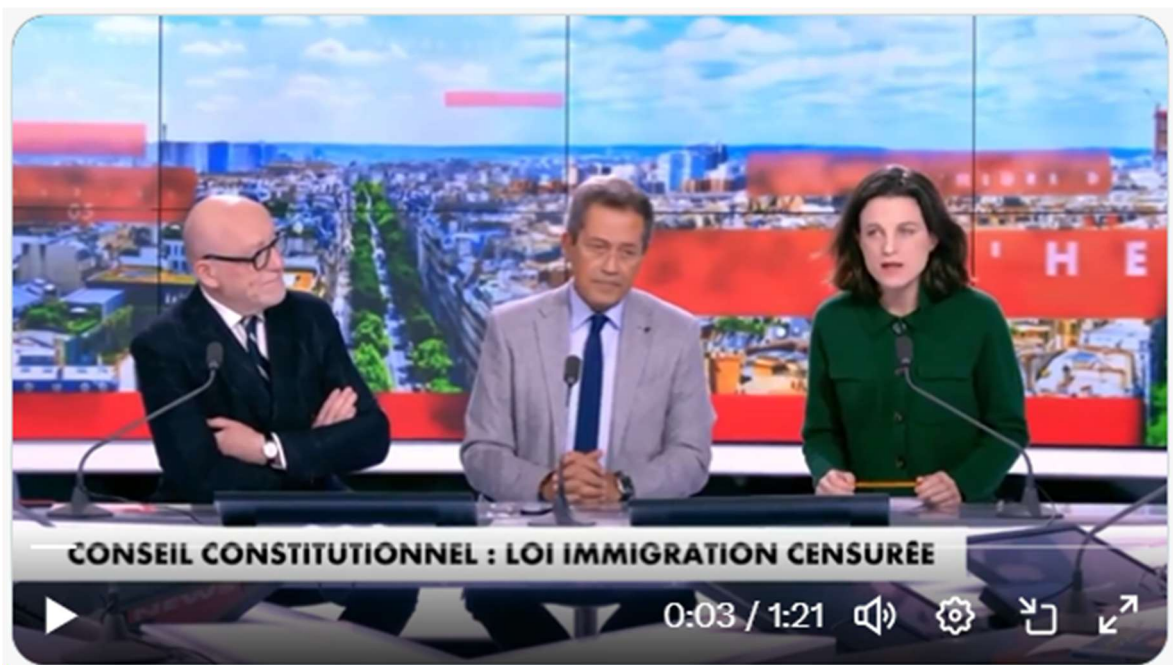 ' H E
CONSEIL CONSTITUTIONNEL : LOI IMMIGRATION CENSURÉE
0:03 / 1:21